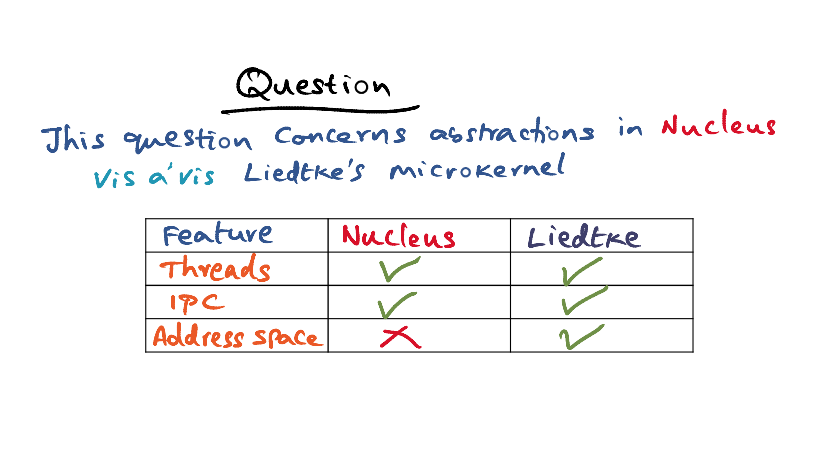 Question
This question concerns abstractions in Nucleus
vis a'vis Liedtke's microkernel
Feature Nucleus Liedtke
Threads ✓ ✓
IPC ✓ ✓
Address space ✗ ✓